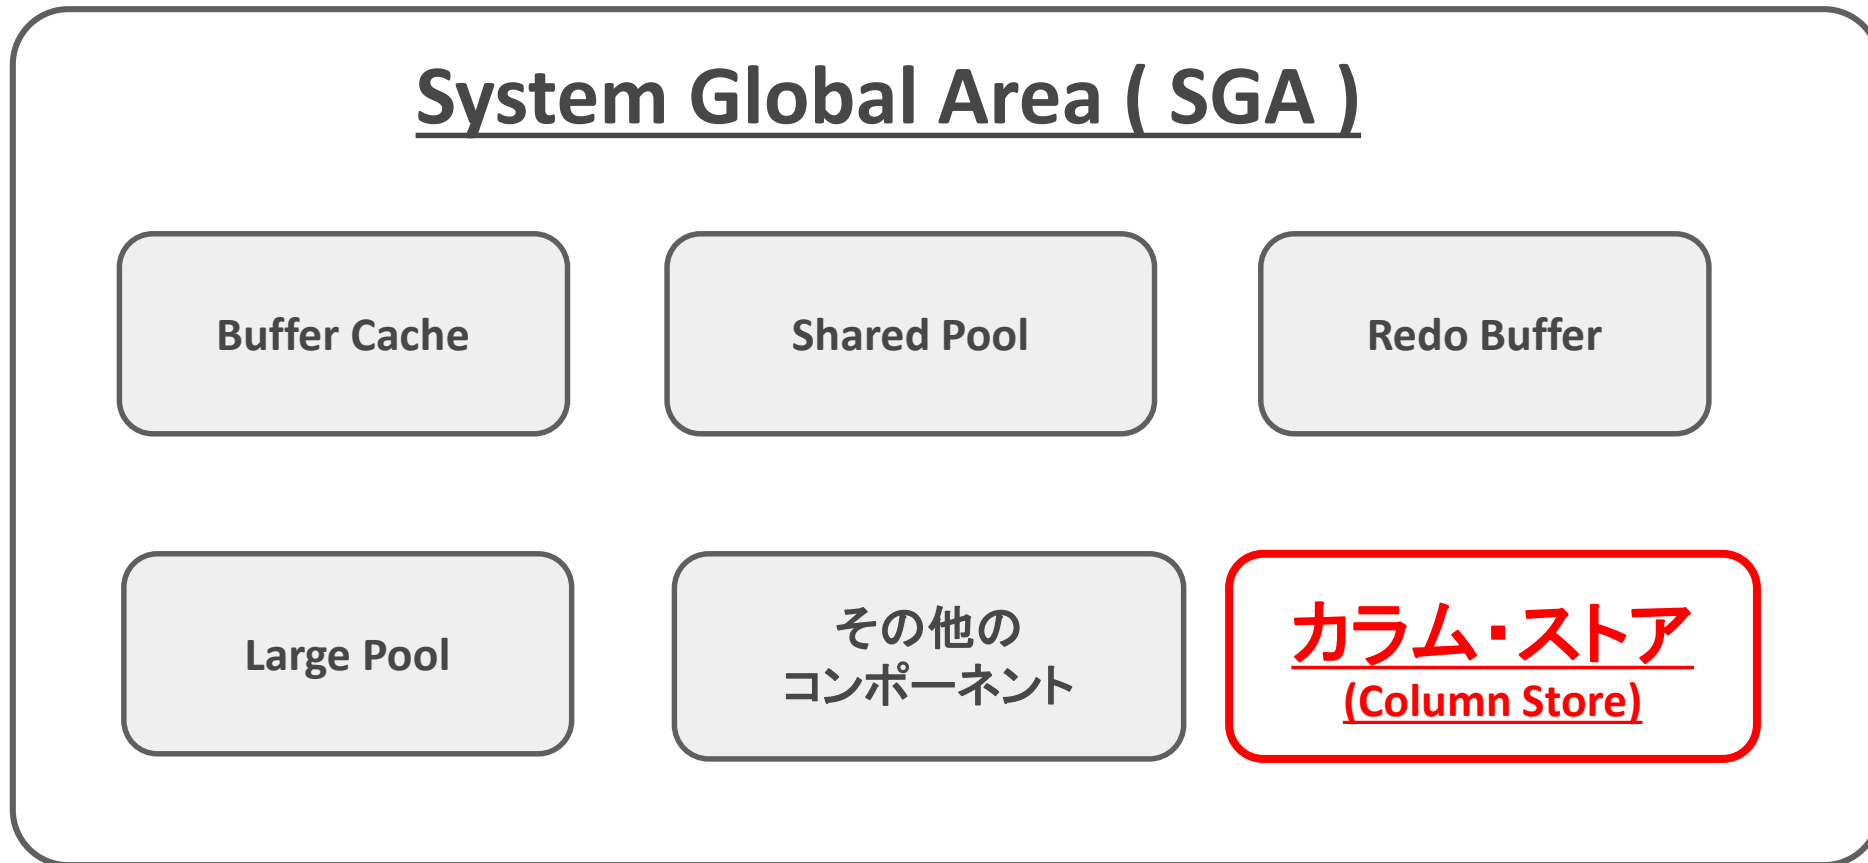 System Global Area ( SGA )
Buffer Cache
Shared Pool
Redo Buffer
Large Pool
その他の
コンポーネント
カラム・ストア
(Column Store)